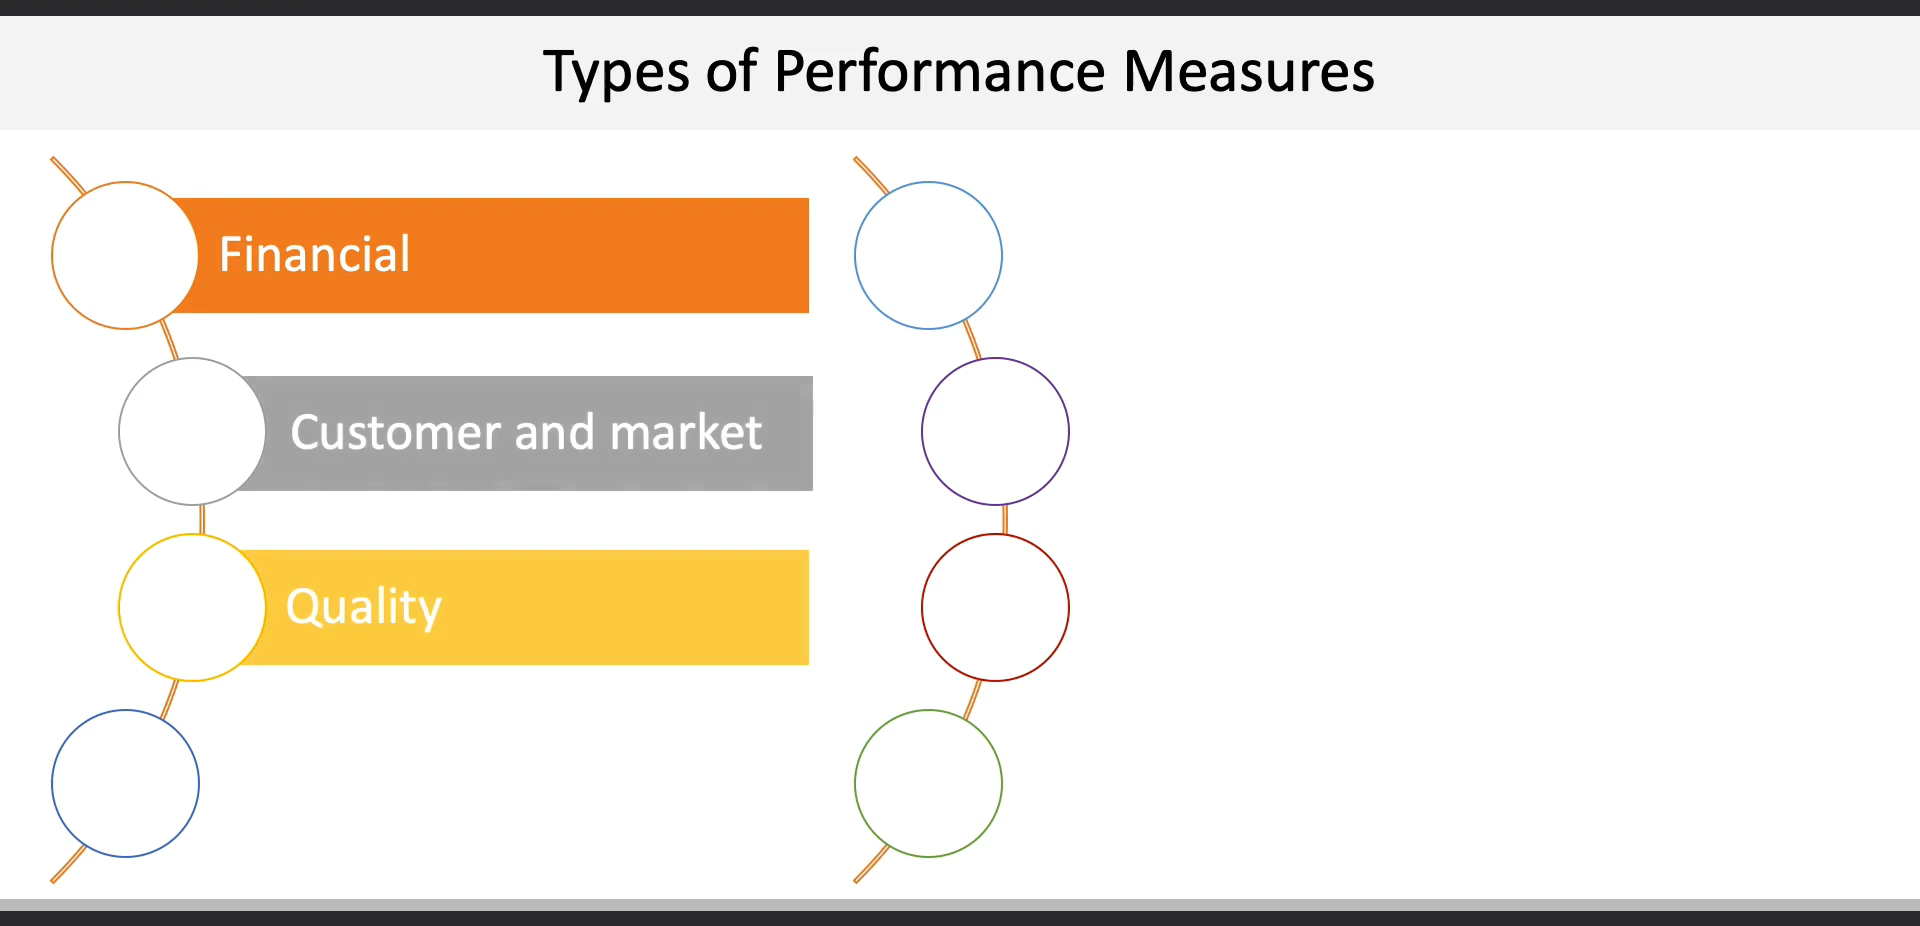 Types of Performance Measures
Financial
Customer and market
Quality